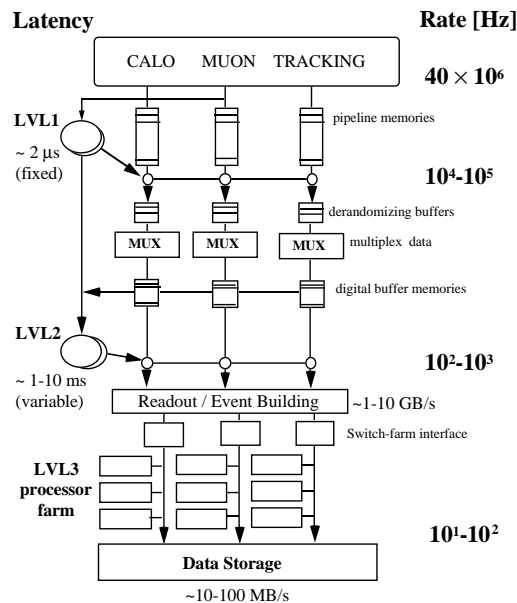 Latency Rate [Hz]
CALO MUON TRACKING
40 × 10⁶
LVL1
pipeline memories
~ 2 µs
(fixed)
10⁴-10⁵
derandomizing buffers
MUX MUX MUX
multiplex data
digital buffer memories
LVL2
10²-10³
~ 1-10 ms
(variable)
Readout / Event Building
~1-10 GB/s
Switch-farm interface
LVL3
processor
farm
10¹-10²
Data Storage
~10-100 MB/s